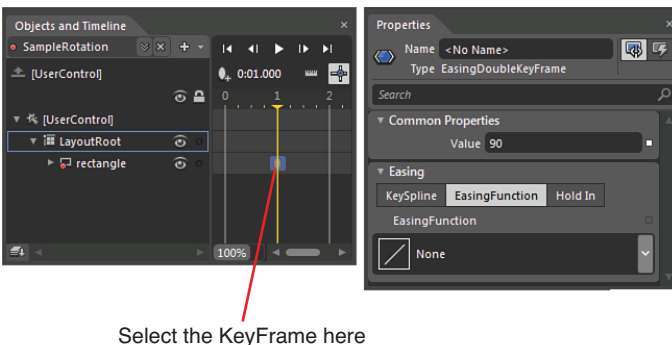 Objects and Timeline
SampleRotation
[UserControl]
0:01.000
0 1 2
[UserControl]
LayoutRoot
rectangle
100%
Properties
Name <No Name>
Type EasingDoubleKeyFrame
Search
Common Properties
Value 90
Easing
KeySpline EasingFunction Hold In
EasingFunction
None
Select the KeyFrame here